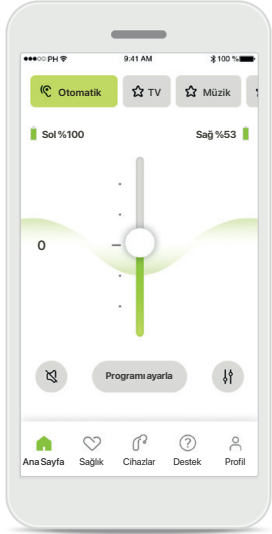 PH 9:41 AM 100 %
Otomatik TV Müzik
Sol %100 Sağ %53
0
Programı ayarla
Ana Sayfa Sağlık Cihazlar Destek Profil